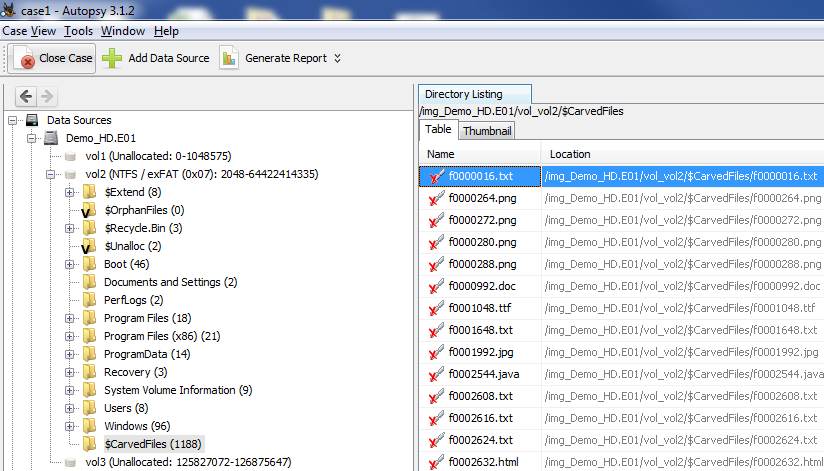 case1 - Autopsy 3.1.2
Case View Tools Window Help
Close Case Add Data Source Generate Report
Data Sources
Demo_HD.E01
vol1 (Unallocated: 0-1048575)
vol2 (NTFS / exFAT (0x07): 2048-64422414335)
$Extend (8)
$OrphanFiles (0)
$Recycle.Bin (3)
$Unalloc (2)
Boot (46)
Documents and Settings (2)
PerfLogs (2)
Program Files (18)
Program Files (x86) (21)
ProgramData (14)
Recovery (3)
System Volume Information (9)
Users (8)
Windows (96)
$CarvedFiles (1188)
vol3 (Unallocated: 125827072-126875647)
Directory Listing
/img_Demo_HD.E01/vol_vol2/$CarvedFiles
Table Thumbnail
Name Location
f0000016.txt /img_Demo_HD.E01/vol_vol2/$CarvedFiles/f0000016.txt
f0000264.png /img_Demo_HD.E01/vol_vol2/$CarvedFiles/f0000264.png
f0000272.png /img_Demo_HD.E01/vol_vol2/$CarvedFiles/f0000272.png
f0000280.png /img_Demo_HD.E01/vol_vol2/$CarvedFiles/f0000280.png
f0000288.png /img_Demo_HD.E01/vol_vol2/$CarvedFiles/f0000288.png
f0000992.doc /img_Demo_HD.E01/vol_vol2/$CarvedFiles/f0000992.doc
f0001048.ttf /img_Demo_HD.E01/vol_vol2/$CarvedFiles/f0001048.ttf
f0001648.txt /img_Demo_HD.E01/vol_vol2/$CarvedFiles/f0001648.txt
f0001992.jpg /img_Demo_HD.E01/vol_vol2/$CarvedFiles/f0001992.jpg
f0002544.java /img_Demo_HD.E01/vol_vol2/$CarvedFiles/f0002544.java
f0002608.txt /img_Demo_HD.E01/vol_vol2/$CarvedFiles/f0002608.txt
f0002616.txt /img_Demo_HD.E01/vol_vol2/$CarvedFiles/f0002616.txt
f0002624.txt /img_Demo_HD.E01/vol_vol2/$CarvedFiles/f0002624.txt
f0002632.html /img_Demo_HD.E01/vol_vol2/$CarvedFiles/f0002632.html